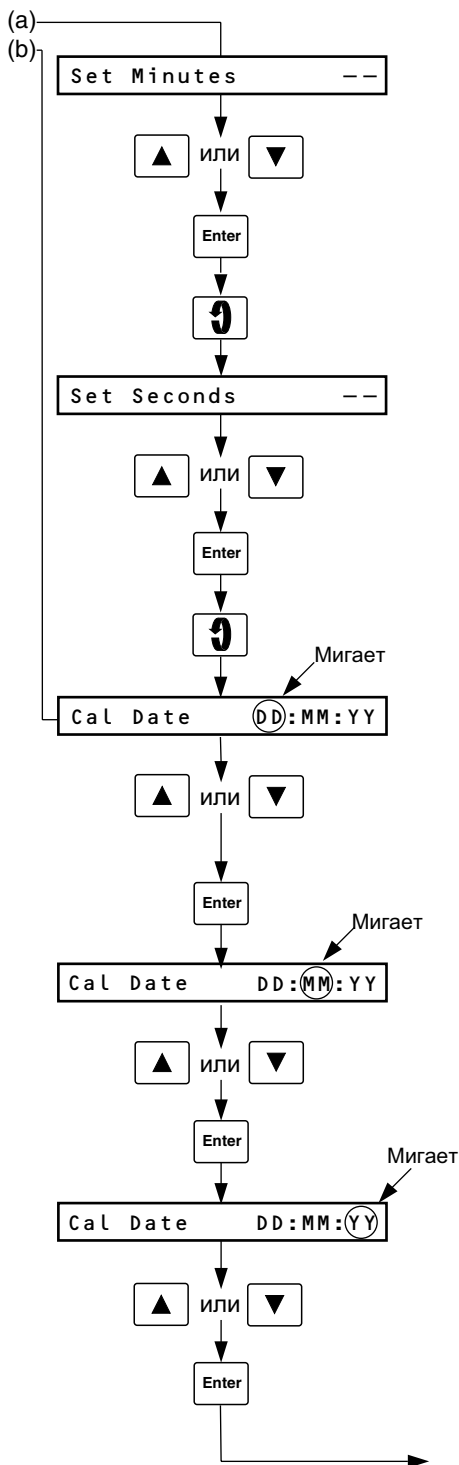 (a)
(b)
Set Minutes --
▲ или ▼
Enter
Set Seconds --
▲ или ▼
Enter
Мигает
Cal Date DD:MM:YY
▲ или ▼
Enter
Мигает
Cal Date DD:MM:YY
▲ или ▼
Enter
Мигает
Cal Date DD:MM:YY
▲ или ▼
Enter